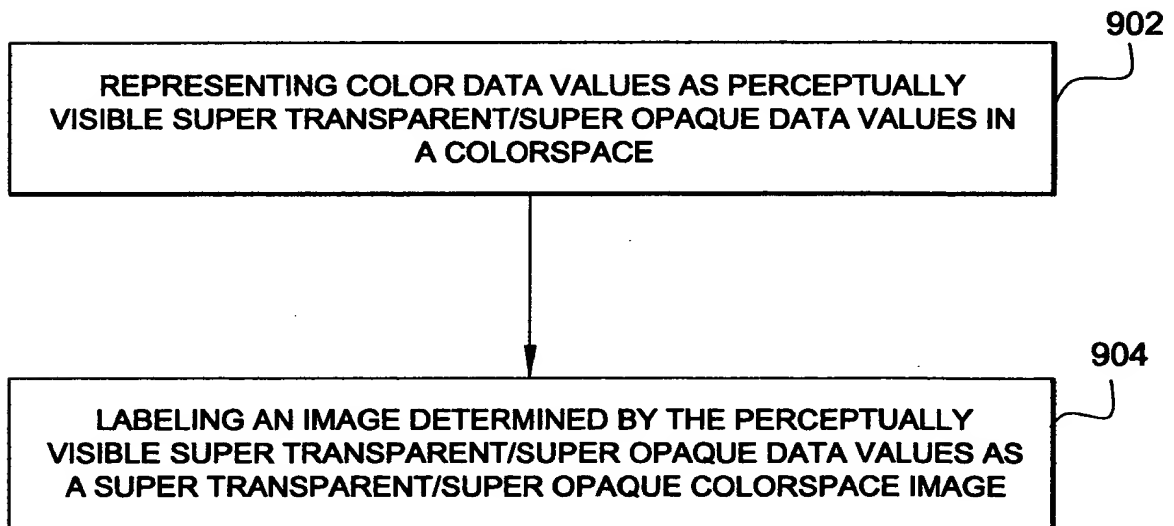 902
REPRESENTING COLOR DATA VALUES AS PERCEPTUALLY
VISIBLE SUPER TRANSPARENT/SUPER OPAQUE DATA VALUES IN
A COLORSPACE
904
LABELING AN IMAGE DETERMINED BY THE PERCEPTUALLY
VISIBLE SUPER TRANSPARENT/SUPER OPAQUE DATA VALUES AS
A SUPER TRANSPARENT/SUPER OPAQUE COLORSPACE IMAGE